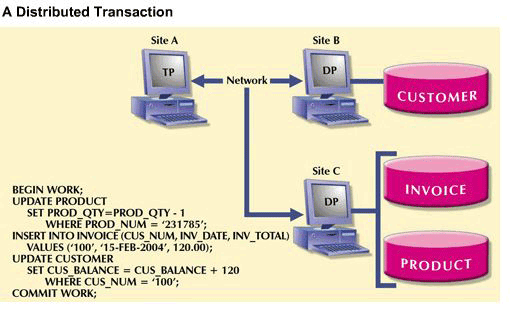 A Distributed Transaction
Site A
Site B
TP
Network
DP
CUSTOMER
Site C
DP
INVOICE
PRODUCT
BEGIN WORK;
UPDATE PRODUCT
SET PROD_QTY=PROD_QTY - 1
WHERE PROD_NUM = ‘231785’;
INSERT INTO INVOICE (CUS_NUM, INV_DATE, INV_TOTAL)
VALUES (‘100’, ‘15-FEB-2004’, 120.00);
UPDATE CUSTOMER
SET CUS_BALANCE = CUS_BALANCE + 120
WHERE CUS_NUM = ‘100’;
COMMIT WORK;